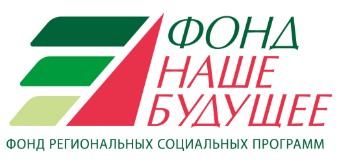 ФОНД
НАШЕ
БУДУЩЕЕ
ФОНД РЕГИОНАЛЬНЫХ СОЦИАЛЬНЫХ ПРОГРАММ